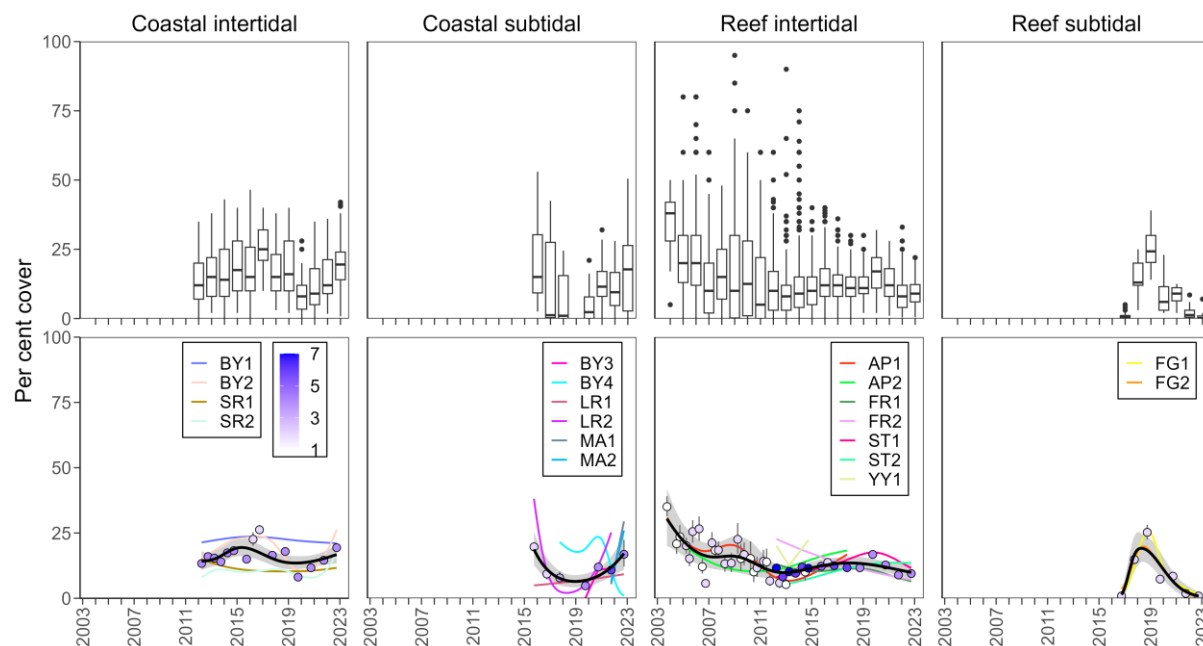 Coastal intertidal
Coastal subtidal
Reef intertidal
Reef subtidal
Per cent cover
100
75
50
25
0
100
75
50
25
0
BY1
BY2
SR1
SR2
7
5
3
1
BY3
BY4
LR1
LR2
MA1
MA2
AP1
AP2
FR1
FR2
ST1
ST2
YY1
FG1
FG2
2003
2007
2011
2015
2019
2023
2003
2007
2011
2015
2019
2023
2003
2007
2011
2015
2019
2023
2003
2007
2011
2015
2019
2023